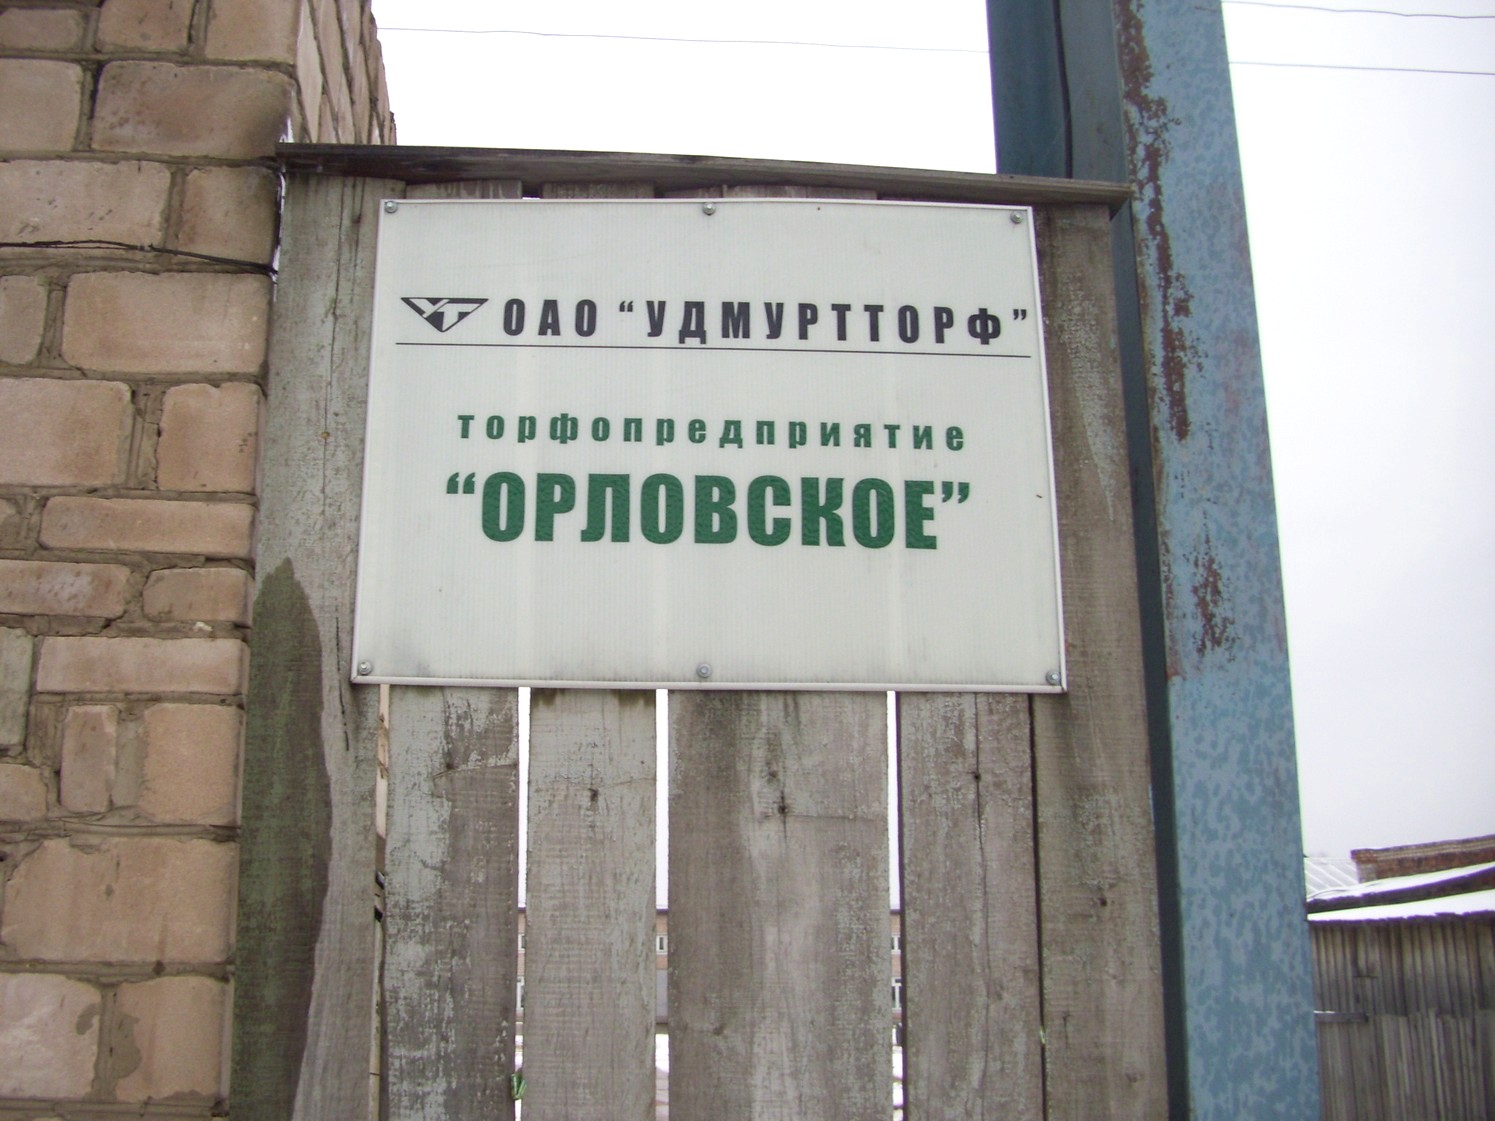 УТ ОАО “УДМУРТТОРФ”
торфопредприятие
“ОРЛОВСКОЕ”